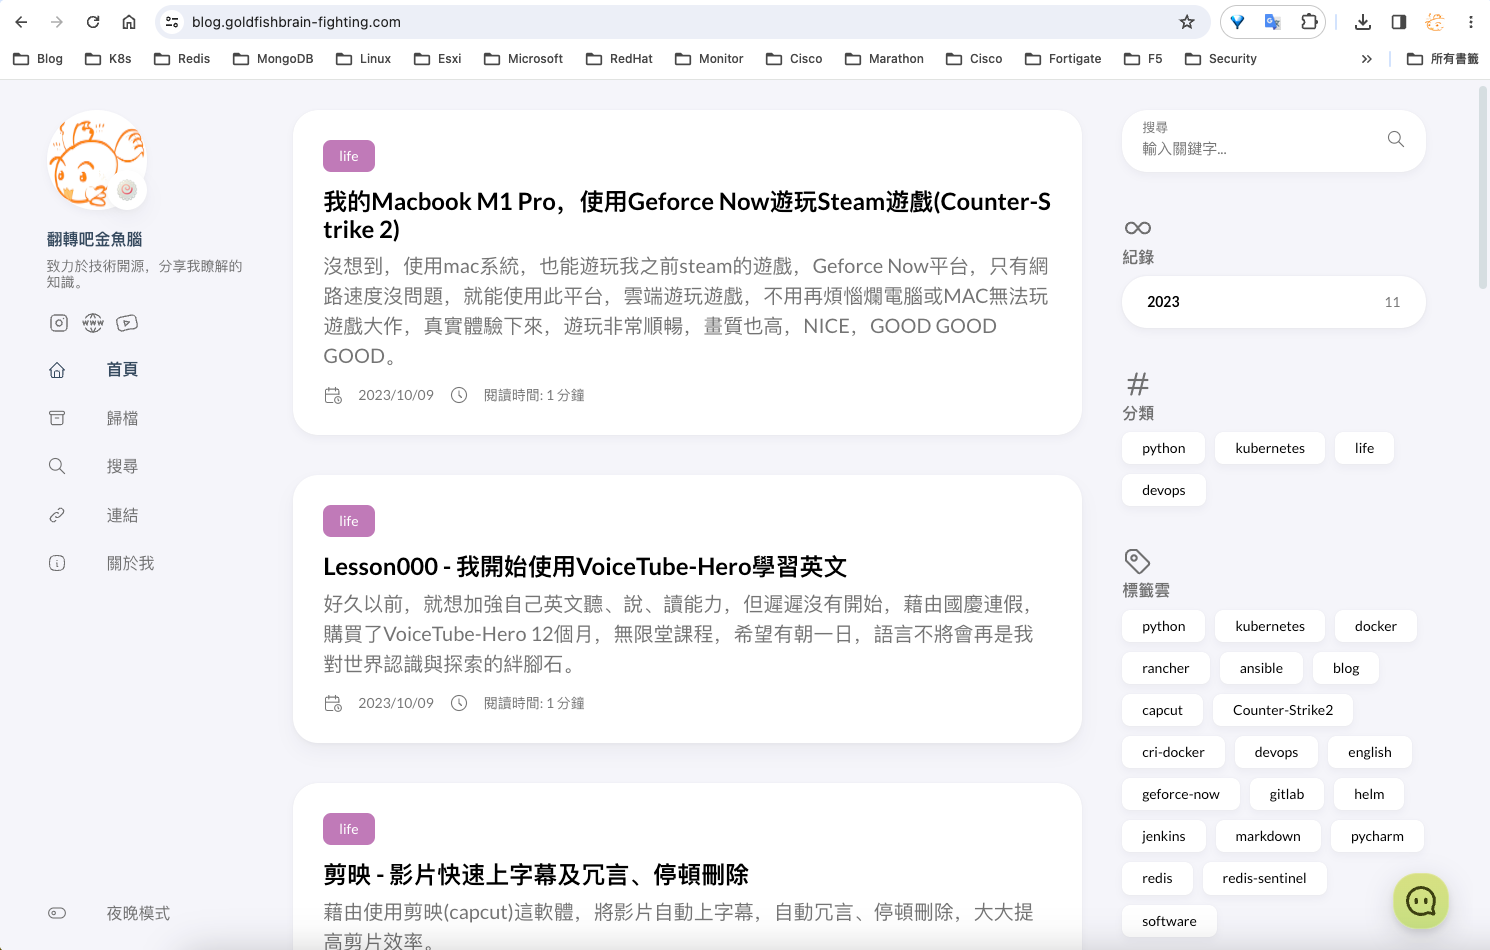 blog.goldfishbrain-fighting.com
Blog
K8s
Redis
MongoDB
Linux
Esxi
Microsoft
RedHat
Monitor
Cisco
Marathon
Cisco
Fortigate
F5
Security
所有書籤
翻轉吧金魚腦
致力於技術開源，分享我瞭解的
知識。
首頁
歸檔
搜尋
連結
關於我
夜晚模式
life
我的Macbook M1 Pro，使用Geforce Now遊玩Steam遊戲(Counter-S
trike 2)
沒想到，使用mac系統，也能遊玩我之前steam的遊戲，Geforce Now平台，只有網
路速度沒問題，就能使用此平台，雲端遊玩遊戲，不用再煩惱爛電腦或MAC無法玩
遊戲大作，真實體驗下來，遊玩非常順暢，畫質也高，NICE，GOOD GOOD
GOOD。
2023/10/09
閱讀時間: 1 分鐘
life
Lesson000 - 我開始使用VoiceTube-Hero學習英文
好久以前，就想加強自己英文聽、說、讀能力，但遲遲沒有開始，藉由國慶連假，
購買了VoiceTube-Hero 12個月，無限堂課程，希望有朝一日，語言不將會再是我
對世界認識與探索的絆腳石。
2023/10/09
閱讀時間: 1 分鐘
life
剪映 - 影片快速上字幕及冗言、停頓刪除
藉由使用剪映(capcut)這軟體，將影片自動上字幕，自動冗言、停頓刪除，大大提
高剪片效率。
搜尋
輸入關鍵字...
紀錄
2023
11
分類
python
kubernetes
life
devops
標籤雲
python
kubernetes
docker
rancher
ansible
blog
capcut
Counter-Strike2
cri-docker
devops
english
geforce-now
gitlab
helm
jenkins
markdown
pycharm
redis
redis-sentinel
software